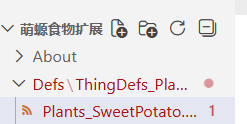 萌螈食物扩展
About
Defs\ThingDefs_Pla...
Plants_SweetPotato.... 1